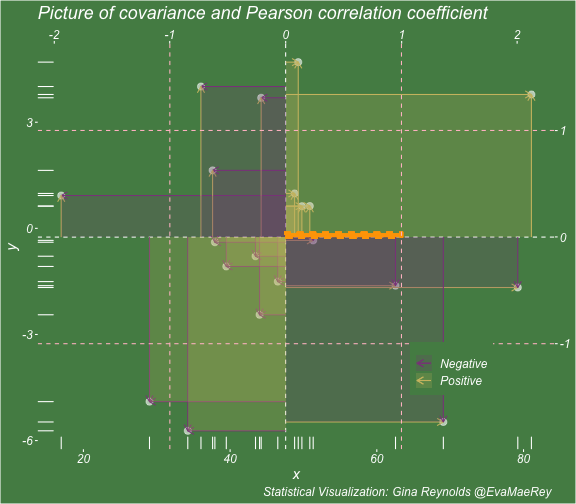 Picture of covariance and Pearson correlation coefficient
-2 -1 0 1 2
3
1
0
0
y
-3
-1
Negative
Positive
-6
20 40 60 80
x
Statistical Visualization: Gina Reynolds @EvaMaeRey